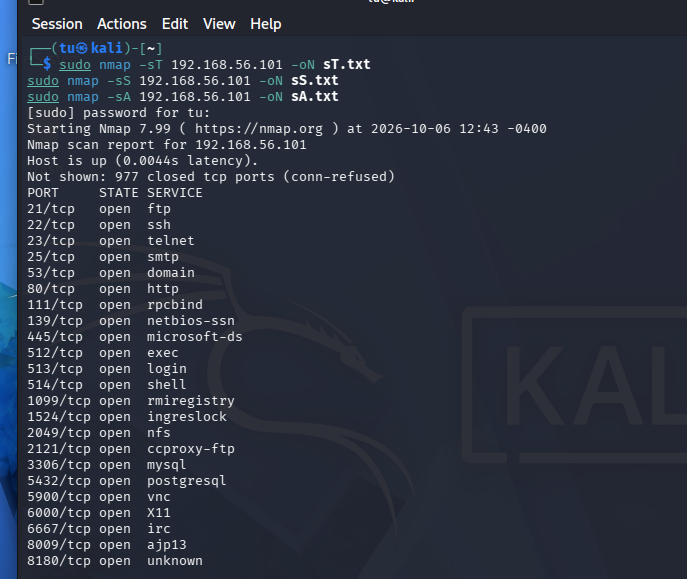 Session Actions Edit View Help
Fi
┌──(tu㉿kali)-[~]
└─$ sudo nmap -sT 192.168.56.101 -oN sT.txt
sudo nmap -sS 192.168.56.101 -oN sS.txt
sudo nmap -sA 192.168.56.101 -oN sA.txt
[sudo] password for tu:
Starting Nmap 7.99 ( https://nmap.org ) at 2026-10-06 12:43 -0400
Nmap scan report for 192.168.56.101
Host is up (0.0044s latency).
Not shown: 977 closed tcp ports (conn-refused)
PORT     STATE SERVICE
21/tcp   open  ftp
22/tcp   open  ssh
23/tcp   open  telnet
25/tcp   open  smtp
53/tcp   open  domain
80/tcp   open  http
111/tcp  open  rpcbind
139/tcp  open  netbios-ssn
445/tcp  open  microsoft-ds
512/tcp  open  exec
513/tcp  open  login
514/tcp  open  shell
1099/tcp open  rmiregistry
1524/tcp open  ingreslock
2049/tcp open  nfs
2121/tcp open  ccproxy-ftp
3306/tcp open  mysql
5432/tcp open  postgresql
5900/tcp open  vnc
6000/tcp open  X11
6667/tcp open  irc
8009/tcp open  ajp13
8180/tcp open  unknown
KAL